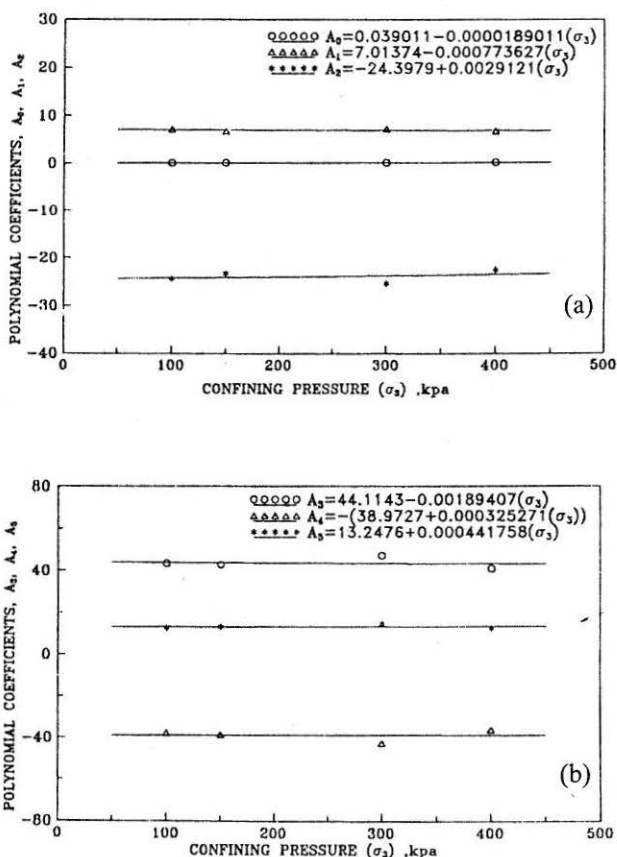 A₀=0.039011−0.0000189011(σ₃)
A₁=7.01374−0.000773627(σ₃)
A₂=−24.3979+0.0029121(σ₃)
POLYNOMIAL COEFFICIENTS, A₀, A₁, A₂
30
20
10
0
−10
−20
−30
−40
(a)
0 100 200 300 400 500
CONFINING PRESSURE (σ₃) ,kpa
A₃=44.1143−0.00189407(σ₃)
A₄=−(38.9727+0.000325271(σ₃))
A₅=13.2476+0.000441758(σ₃)
POLYNOMIAL COEFFICIENTS, A₃, A₄, A₅
80
40
0
−40
−80
(b)
0 100 200 300 400 500
CONFINING PRESSURE (σ₃) ,kpa